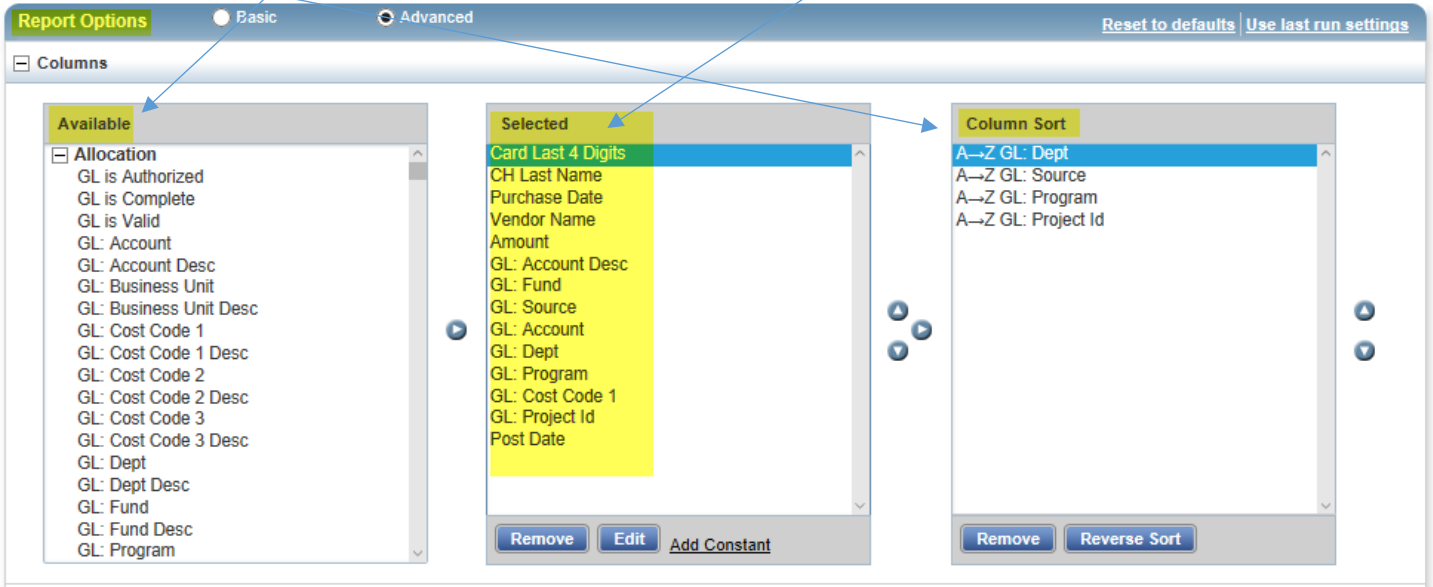 Report Options Basic Advanced Reset to defaults Use last run settings
Columns
Available
Allocation
GL is Authorized
GL is Complete
GL is Valid
GL: Account
GL: Account Desc
GL: Business Unit
GL: Business Unit Desc
GL: Cost Code 1
GL: Cost Code 1 Desc
GL: Cost Code 2
GL: Cost Code 2 Desc
GL: Cost Code 3
GL: Cost Code 3 Desc
GL: Dept
GL: Dept Desc
GL: Fund
GL: Fund Desc
GL: Program
Selected
Card Last 4 Digits
CH Last Name
Purchase Date
Vendor Name
Amount
GL: Account Desc
GL: Fund
GL: Source
GL: Account
GL: Dept
GL: Program
GL: Cost Code 1
GL: Project Id
Post Date
Remove Edit Add Constant
Column Sort
A→Z GL: Dept
A→Z GL: Source
A→Z GL: Program
A→Z GL: Project Id
Remove Reverse Sort